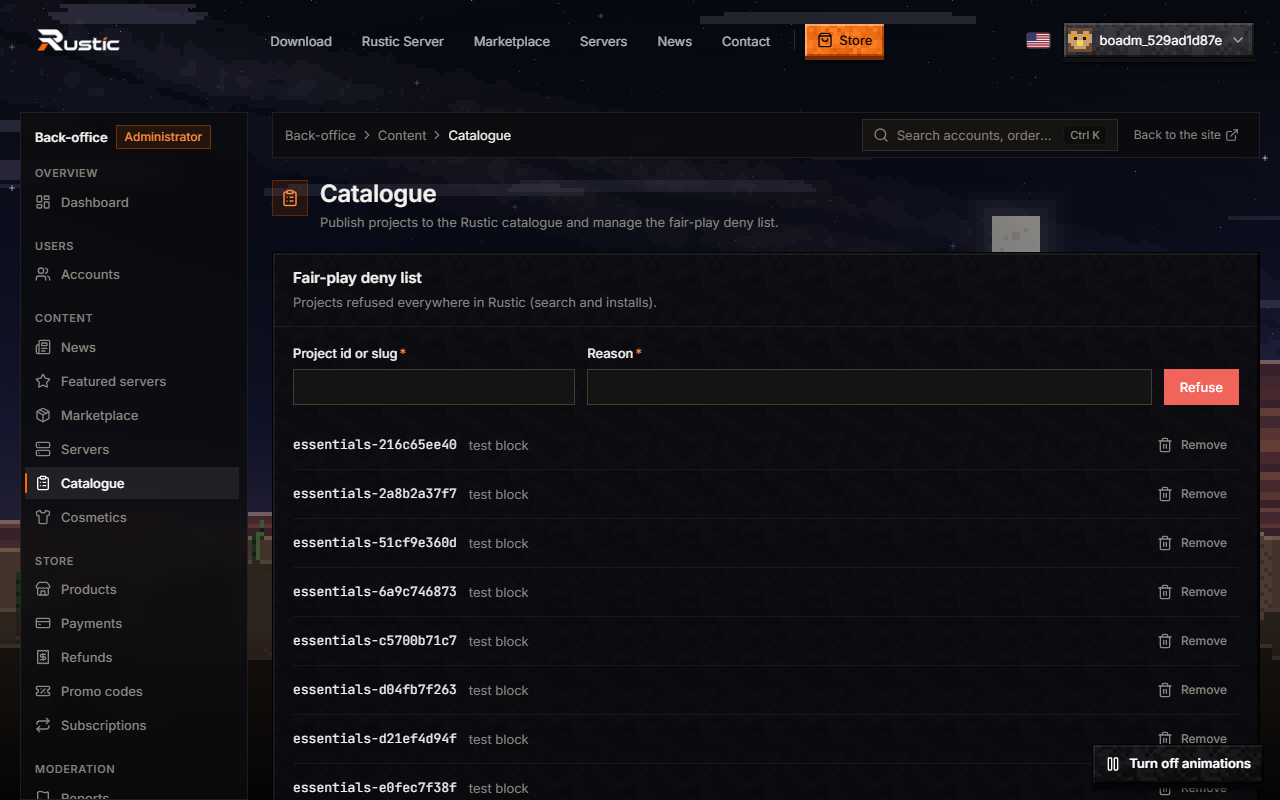 Rustic
Download
Rustic Server
Marketplace
Servers
News
Contact
Store
boadm_529ad1d87e
Back-office
Administrator
OVERVIEW
Dashboard
USERS
Accounts
CONTENT
News
Featured servers
Marketplace
Servers
Catalogue
Cosmetics
STORE
Products
Payments
Refunds
Promo codes
Subscriptions
MODERATION
Reports
Back-office > Content > Catalogue
Search accounts, order...
Ctrl K
Back to the site
Catalogue
Publish projects to the Rustic catalogue and manage the fair-play deny list.
Fair-play deny list
Projects refused everywhere in Rustic (search and installs).
Project id or slug *
Reason *
Refuse
essentials-216c65ee40 test block Remove
essentials-2a8b2a37f7 test block Remove
essentials-51cf9e360d test block Remove
essentials-6a9c746873 test block Remove
essentials-c5700b71c7 test block Remove
essentials-d04fb7f263 test block Remove
essentials-d21ef4d94f test block Remove
essentials-e0fec7f38f test block Remove
Turn off animations